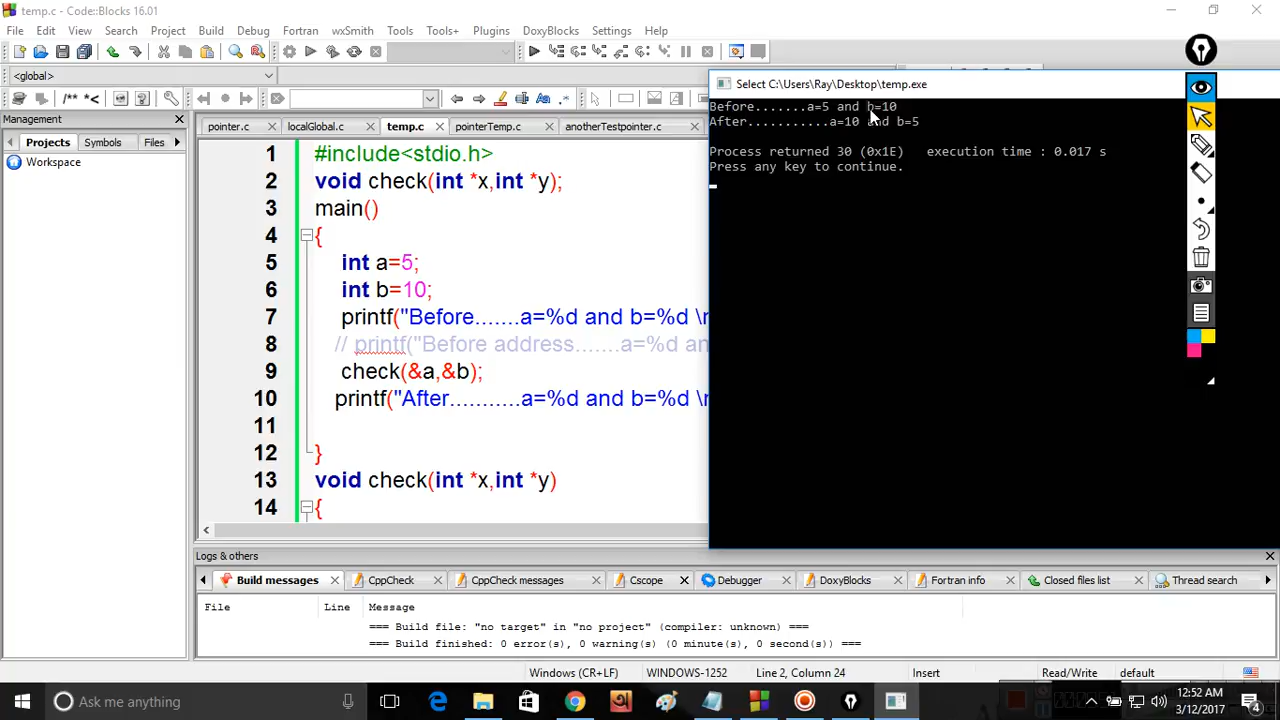 temp.c - Code::Blocks 16.01
File Edit View Search Project Build Debug Fortran wxSmith Tools Tools+ Plugins DoxyBlocks Settings Help
<global>
/** *<
Management
Projects Symbols Files
Workspace
pointer.c localGlobal.c temp.c pointerTemp.c anotherTestpointer.c
1 #include<stdio.h>
2 void check(int *x,int *y);
3 main()
4 {
5 int a=5;
6 int b=10;
7 printf("Before.......a=%d and b=%d \n
8 // printf("Before address.......a=%d an
9 check(&a,&b);
10 printf("After...........a=%d and b=%d \n
11
12 }
13 void check(int *x,int *y)
14 {
Select C:\Users\Ray\Desktop\temp.exe
Before.......a=5 and b=10
After...........a=10 and b=5
Process returned 30 (0x1E) execution time : 0.017 s
Press any key to continue.
Logs & others
Build messages CppCheck CppCheck messages Cscope Debugger DoxyBlocks Fortran info Closed files list Thread search
File Line Message
=== Build file: "no target" in "no project" (compiler: unknown) ===
=== Build finished: 0 error(s), 0 warning(s) (0 minute(s), 0 second(s)) ===
Windows (CR+LF) WINDOWS-1252 Line 2, Column 24 Insert Read/Write default
Ask me anything
12:52 AM
3/12/2017
4